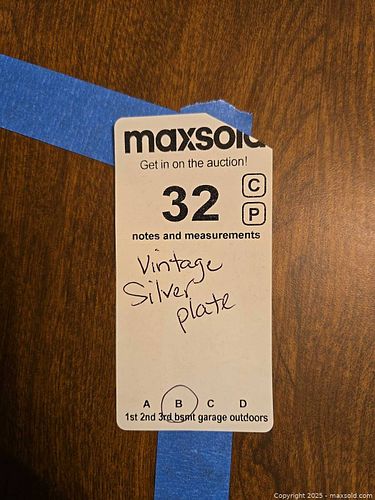 maxsold
Get in on the auction!
32
C
P
notes and measurements
Vintage
Silver
plate
A B C D
1st 2nd 3rd bsmt garage outdoors
Copyright © 2025 - maxsold.com